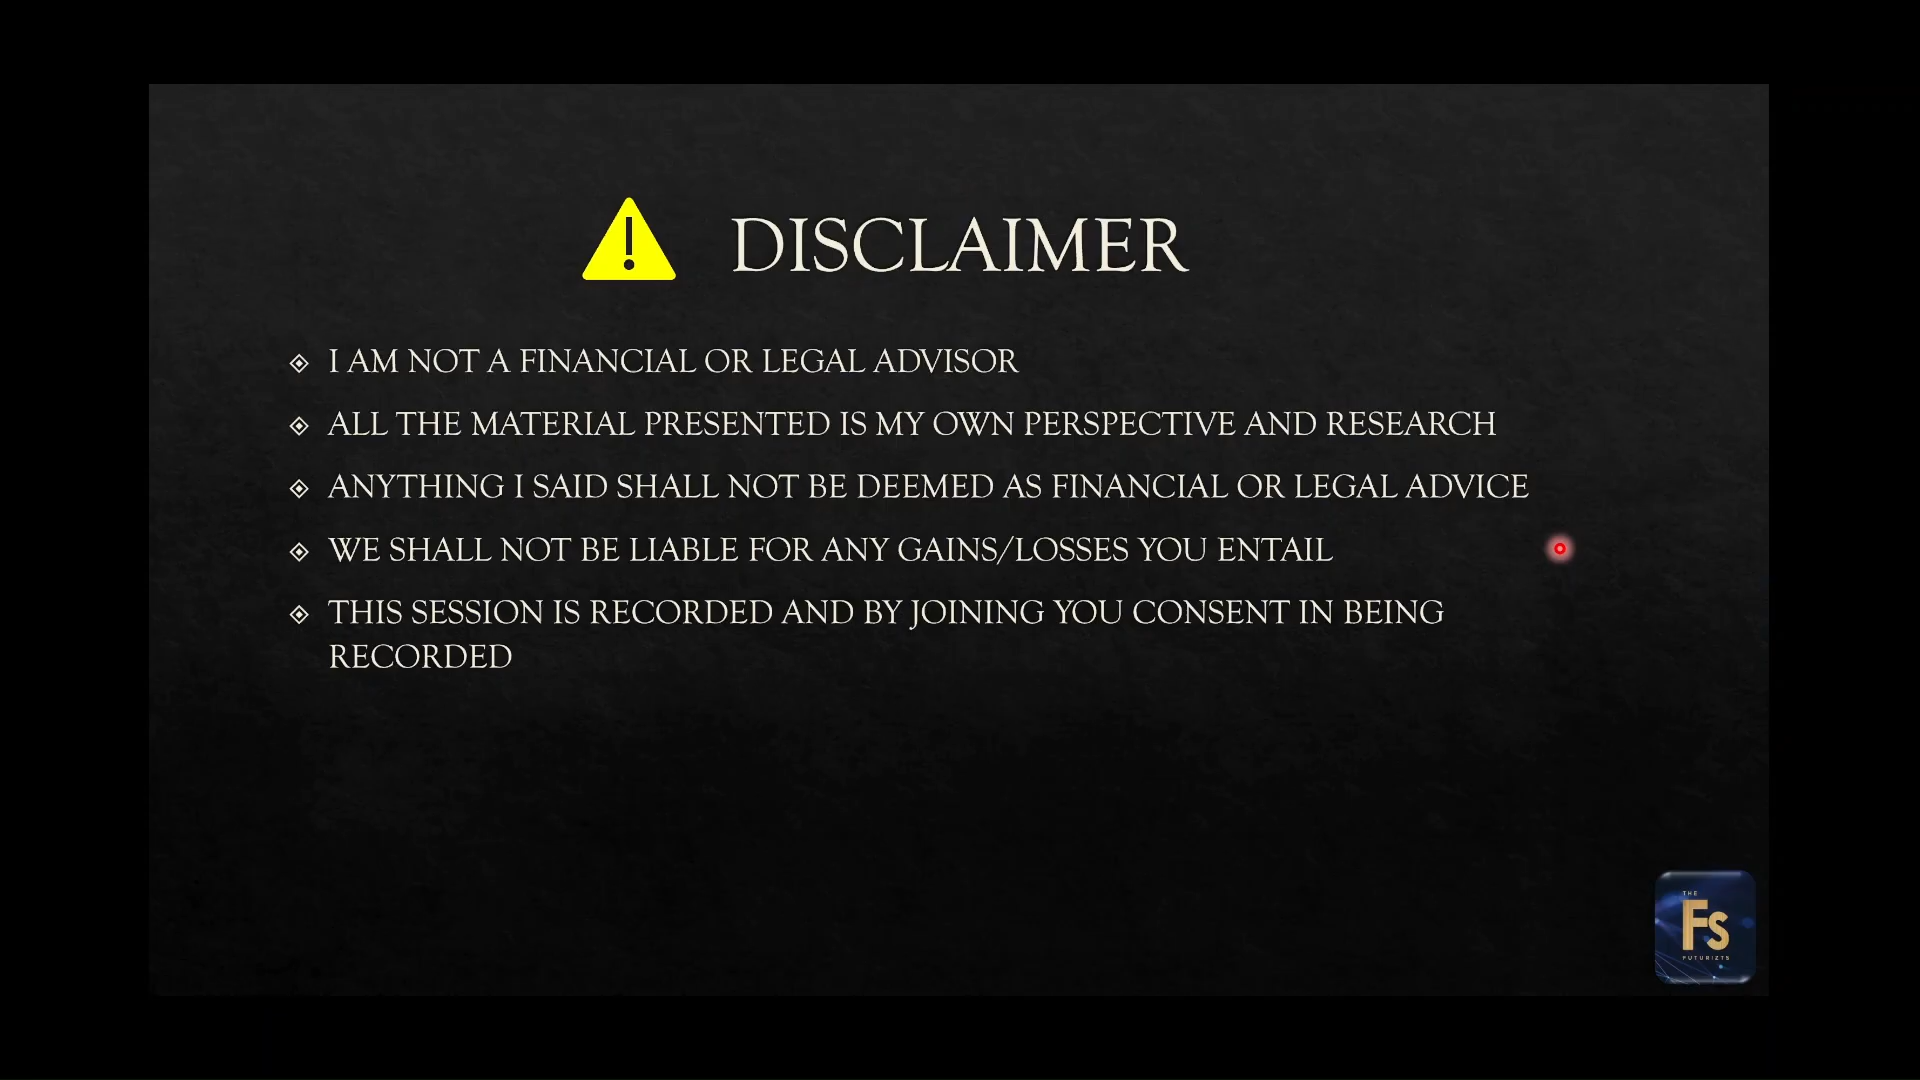 DISCLAIMER
I AM NOT A FINANCIAL OR LEGAL ADVISOR
ALL THE MATERIAL PRESENTED IS MY OWN PERSPECTIVE AND RESEARCH
ANYTHING I SAID SHALL NOT BE DEEMED AS FINANCIAL OR LEGAL ADVICE
WE SHALL NOT BE LIABLE FOR ANY GAINS/LOSSES YOU ENTAIL
THIS SESSION IS RECORDED AND BY JOINING YOU CONSENT IN BEING
RECORDED
THE
Fs
FUTURIZTS